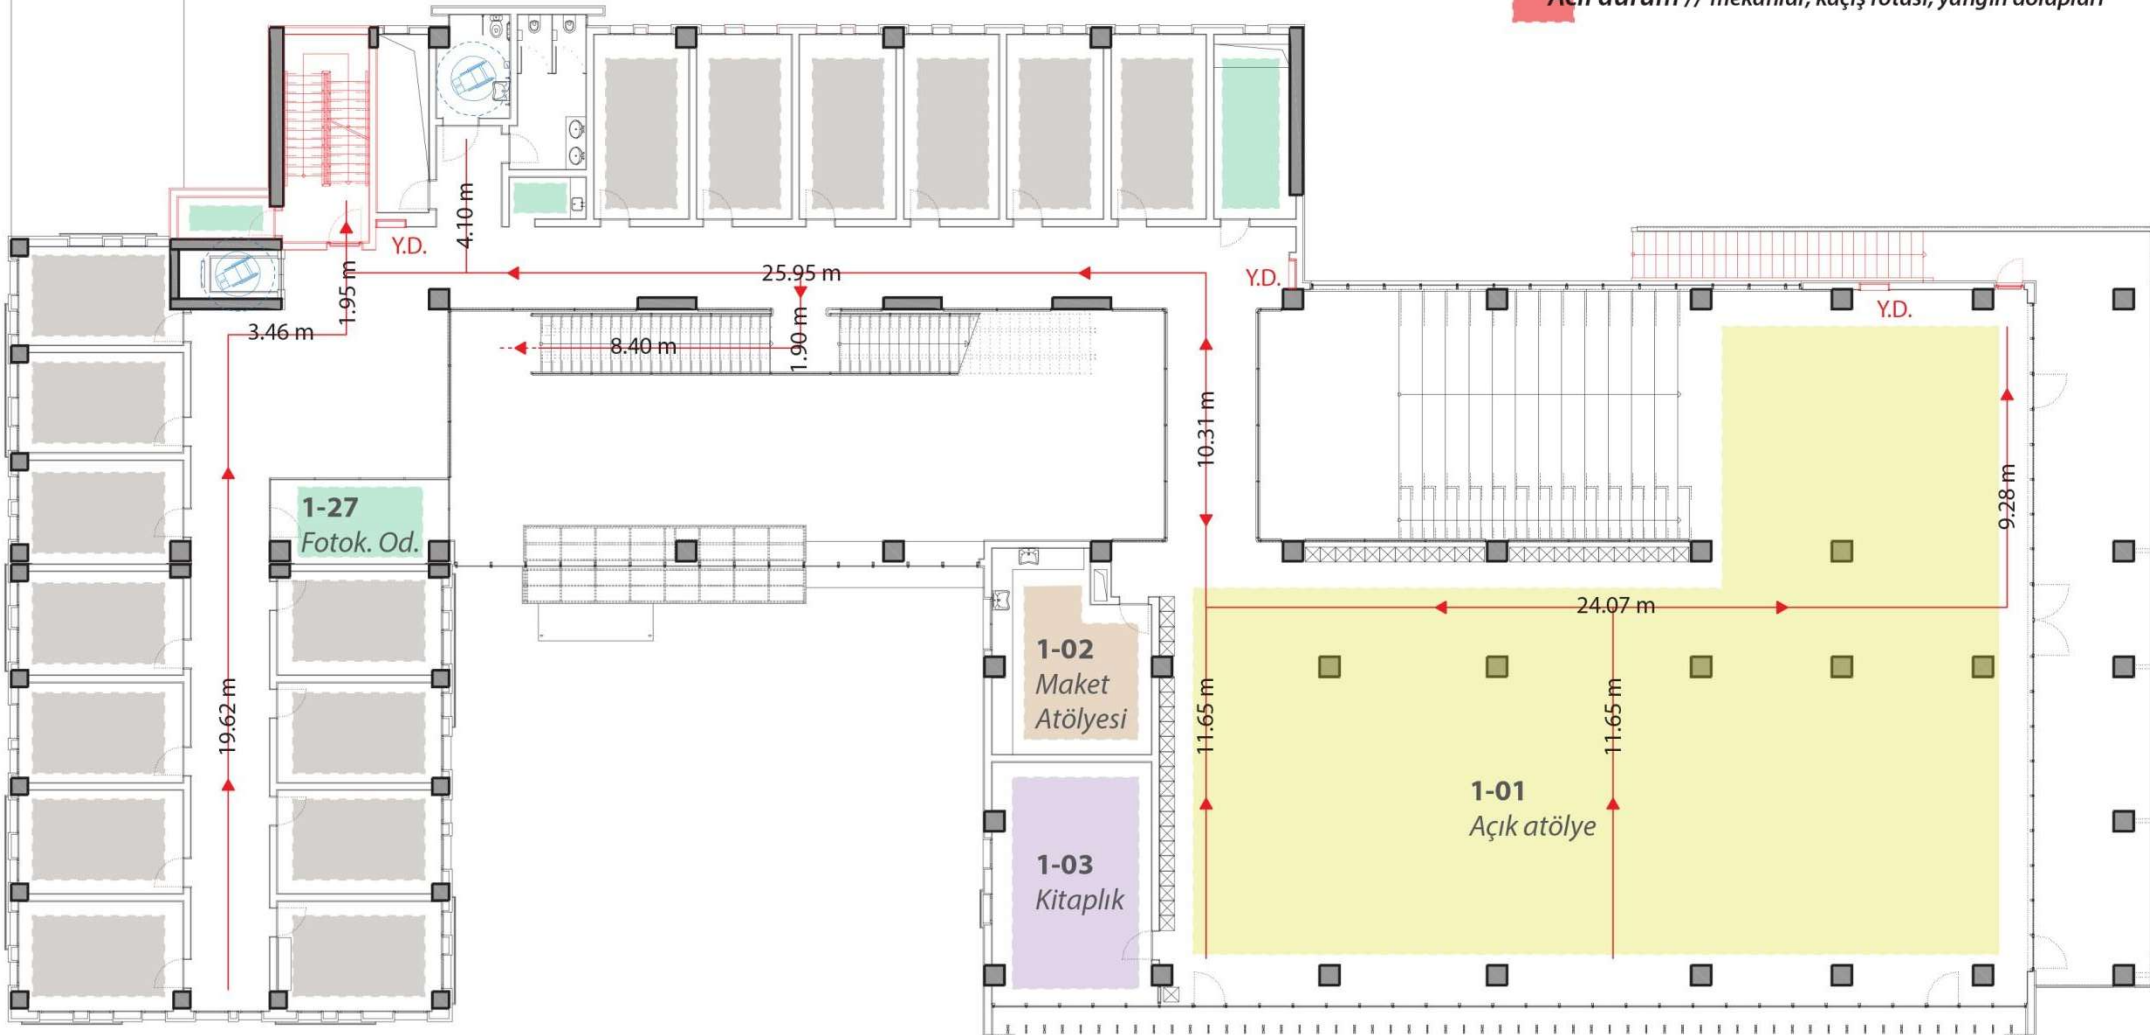 Acil durum // mekanlar, kaçış rotası, yangın dolapları
4.10 m
Y.D.
1.95 m
25.95 m
Y.D.
Y.D.
3.46 m
8.40 m
1.90 m
10.31 m
9.28 m
1-27
Fotok. Od.
24.07 m
1-02
Maket
Atölyesi
19.62 m
11.65 m
11.65 m
1-01
Açık atölye
1-03
Kitaplık